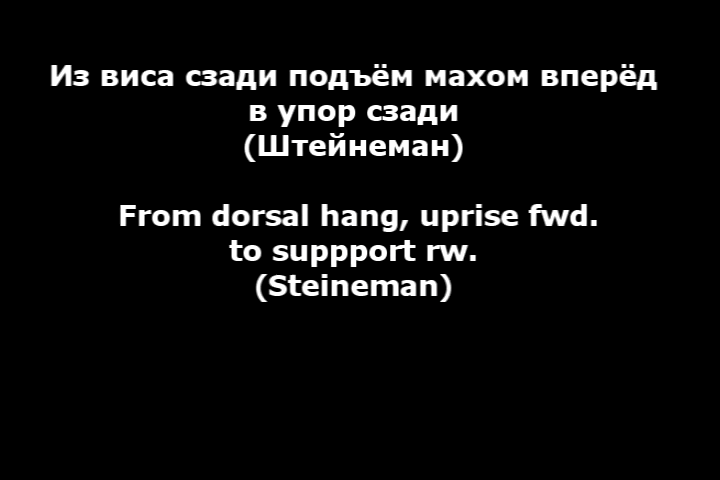 Из виса сзади подъём махом вперёд
в упор сзади
(Штейнеман)
From dorsal hang, uprise fwd.
to suppport rw.
(Steineman)